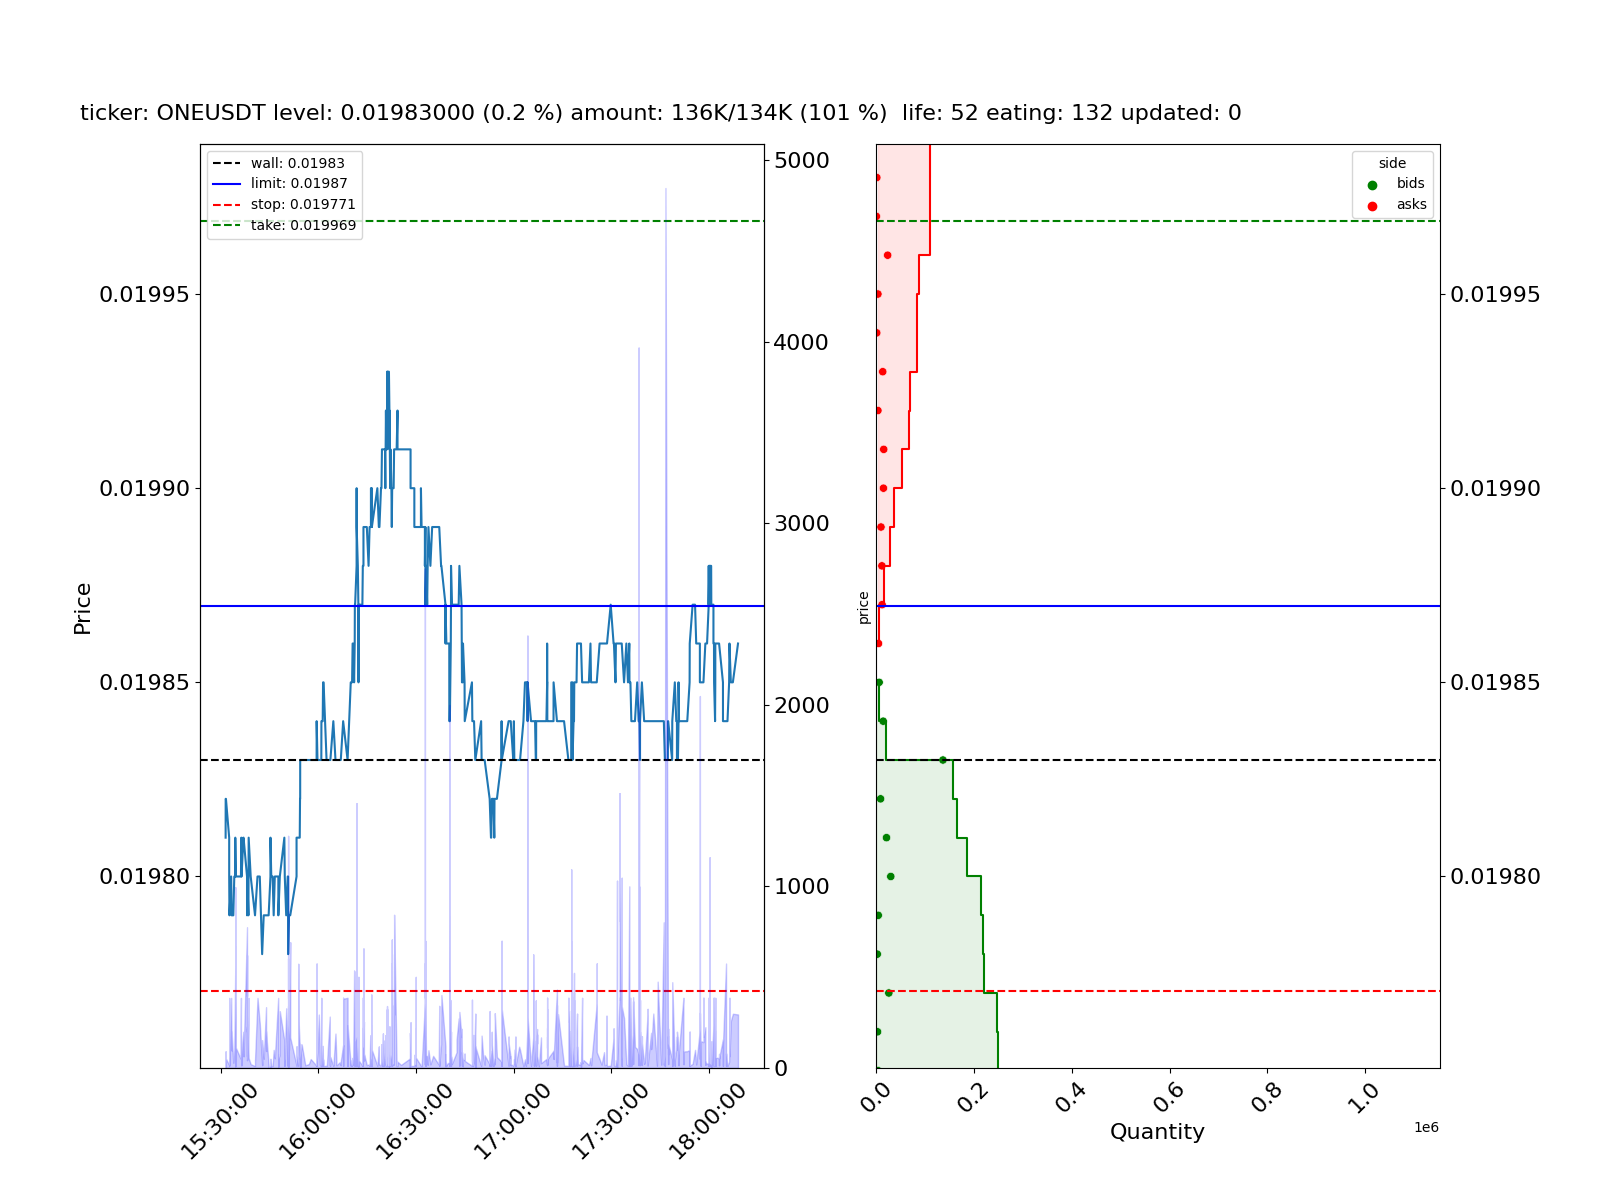 ticker: ONEUSDT level: 0.01983000 (0.2 %) amount: 136K/134K (101 %)  life: 52 eating: 132 updated: 0
wall: 0.01983
limit: 0.01987
stop: 0.019771
take: 0.019969
Price
0.01995
0.01990
0.01985
0.01980
5000
4000
3000
2000
1000
0
15:30:00
16:00:00
16:30:00
17:00:00
17:30:00
18:00:00
side
bids
asks
price
0.01995
0.01990
0.01985
0.01980
0.0
0.2
0.4
0.6
0.8
1.0
1e6
Quantity